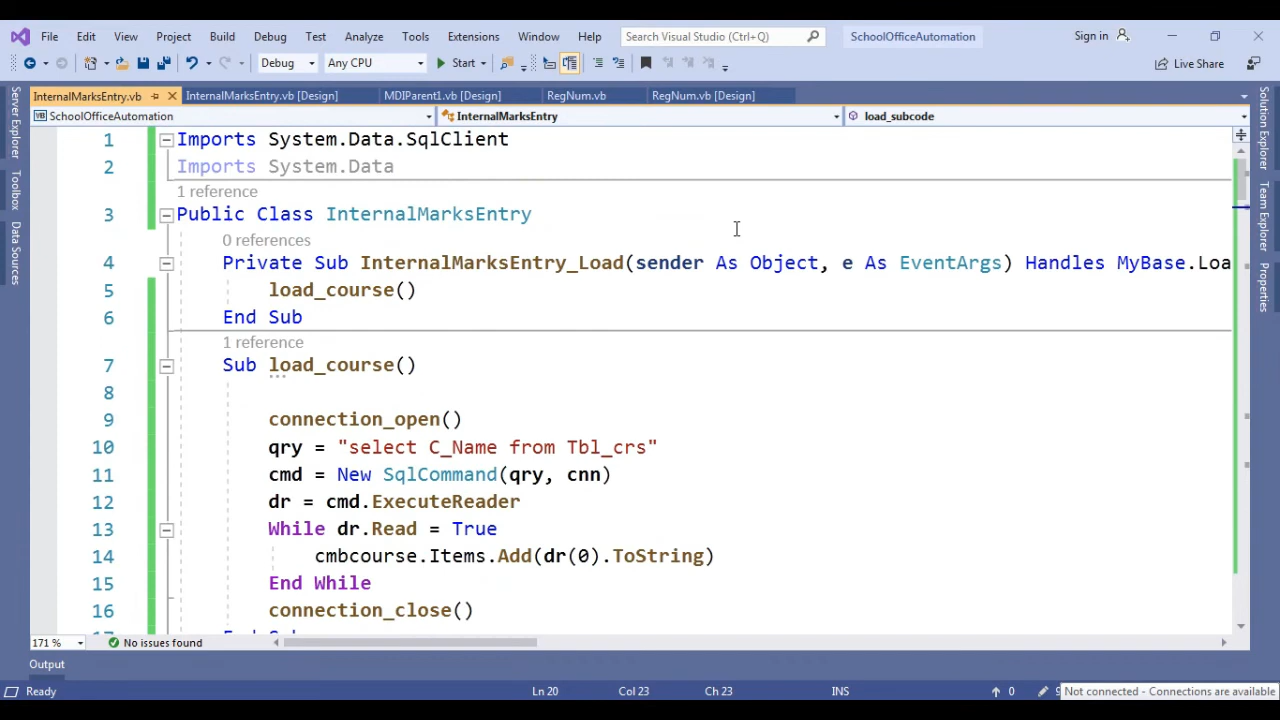 File Edit View Project Build Debug Test Analyze Tools Extensions Window Help Search Visual Studio (Ctrl+Q) SchoolOfficeAutomation Sign in
Debug Any CPU Start Live Share
InternalMarksEntry.vb InternalMarksEntry.vb [Design] MDIParent1.vb [Design] RegNum.vb RegNum.vb [Design]
SchoolOfficeAutomation InternalMarksEntry load_subcode
Server Explorer
Toolbox
Data Sources
1 Imports System.Data.SqlClient
2 Imports System.Data
1 reference
3 Public Class InternalMarksEntry
0 references
4 Private Sub InternalMarksEntry_Load(sender As Object, e As EventArgs) Handles MyBase.Loa
5 load_course()
6 End Sub
1 reference
7 Sub load_course()
8
9 connection_open()
10 qry = "select C_Name from Tbl_crs"
11 cmd = New SqlCommand(qry, cnn)
12 dr = cmd.ExecuteReader
13 While dr.Read = True
14 cmbcourse.Items.Add(dr(0).ToString)
15 End While
16 connection_close()
17 End Sub
Solution Explorer
Team Explorer
Properties
171 % No issues found
Output
Ready Ln 20 Col 23 Ch 23 INS 0 9 Not connected - Connections are available